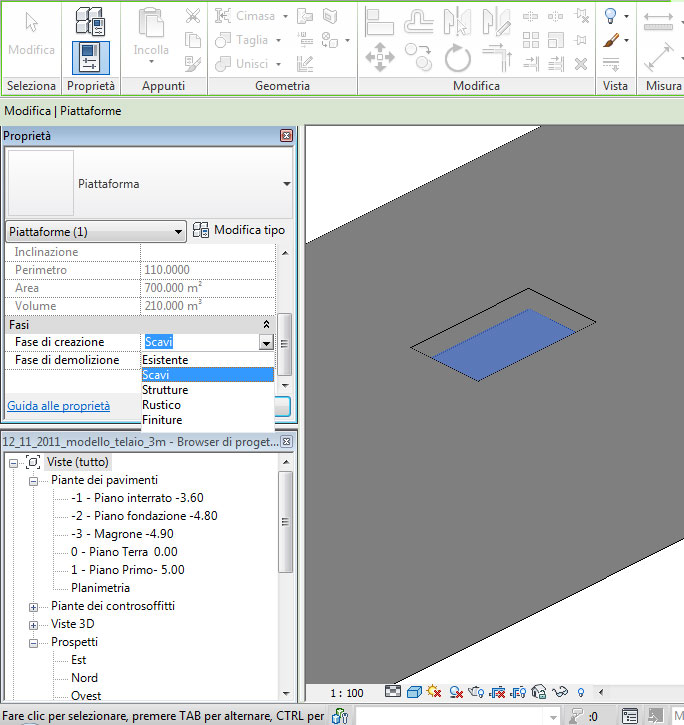 Cimasa
Taglia
Modifica
Incolla
Unisci
Seleziona Proprietà Appunti Geometria Modifica Vista Misura
Modifica | Piattaforme
Proprietà
Piattaforma
Piattaforme (1) Modifica tipo
Inclinazione
Perimetro 110.0000
Area 700.000 m²
Volume 210.000 m³
Fasi
Fase di creazione Scavi
Fase di demolizione Esistente
Scavi
Strutture
Rustico
Guida alle proprietà
Finiture
12_11_2011_modello_telaio_3m - Browser di proget...
Viste (tutto)
Piante dei pavimenti
-1 - Piano interrato -3.60
-2 - Piano fondazione -4.80
-3 - Magrone -4.90
0 - Piano Terra 0.00
1 - Piano Primo- 5.00
Planimetria
Piante dei controsoffitti
Viste 3D
Prospetti
Est
Nord
Ovest
1 : 100
Fare clic per selezionare, premere TAB per alternare, CTRL per
:0
M